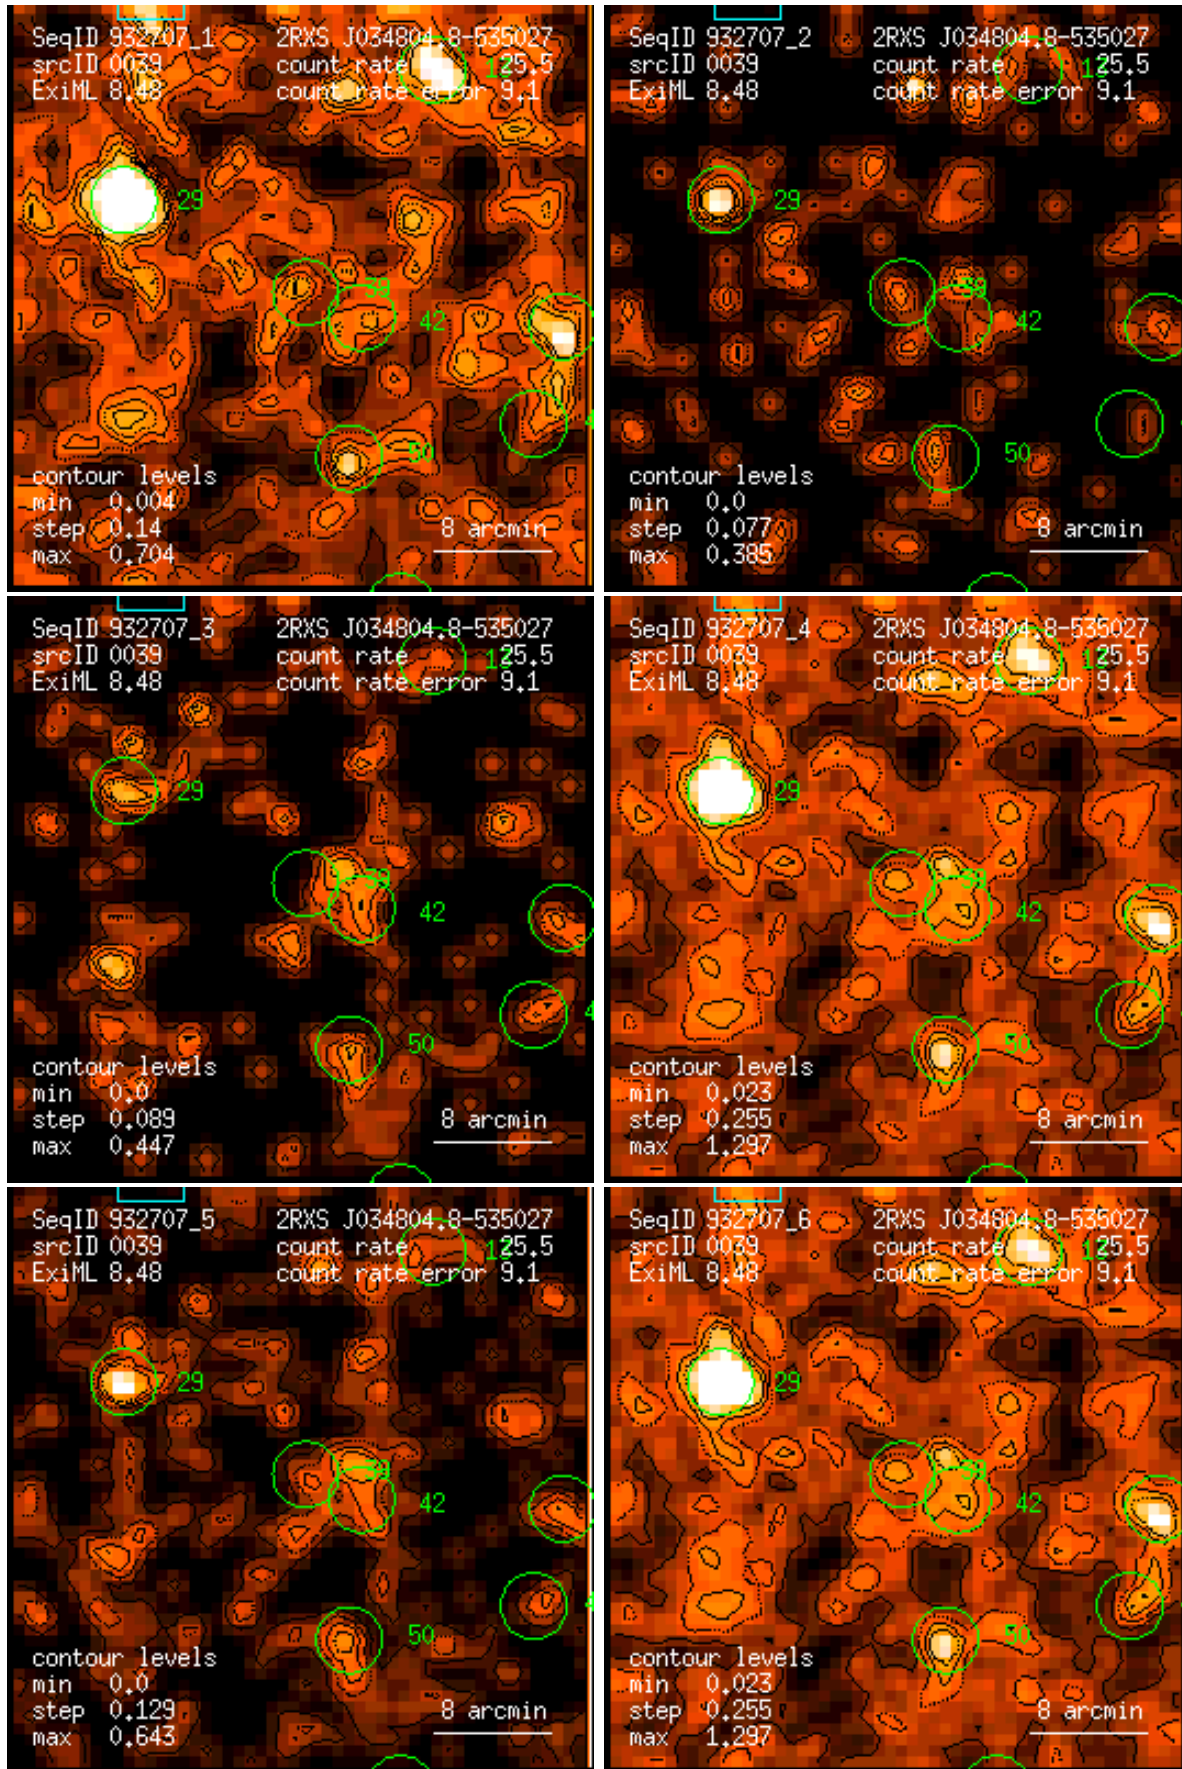 SeqID 932707_1 2RXS J034804.8-535027
srcID 0039 count rate 25.5
ExiML 8.48 count rate error 9.1
29
39
42
50
contour levels
min 0.004
step 0.14 8 arcmin
max 0.704
SeqID 932707_2 2RXS J034804.8-535027
srcID 0039 count rate 25.5
ExiML 8.48 count rate error 9.1
29
39
42
50
contour levels
min 0.0
step 0.077 8 arcmin
max 0.385
SeqID 932707_3 2RXS J034804.8-535027
srcID 0039 count rate 25.5
ExiML 8.48 count rate error 9.1
29
39
42
50
contour levels
min 0.0
step 0.089 8 arcmin
max 0.447
SeqID 932707_4 2RXS J034804.8-535027
srcID 0039 count rate 25.5
ExiML 8.48 count rate error 9.1
29
39
42
50
contour levels
min 0.023
step 0.255 8 arcmin
max 1.297
SeqID 932707_5 2RXS J034804.8-535027
srcID 0039 count rate 25.5
ExiML 8.48 count rate error 9.1
29
39
42
50
contour levels
min 0.0
step 0.129 8 arcmin
max 0.643
SeqID 932707_6 2RXS J034804.8-535027
srcID 0039 count rate 25.5
ExiML 8.48 count rate error 9.1
29
39
42
50
contour levels
min 0.023
step 0.255 8 arcmin
max 1.297